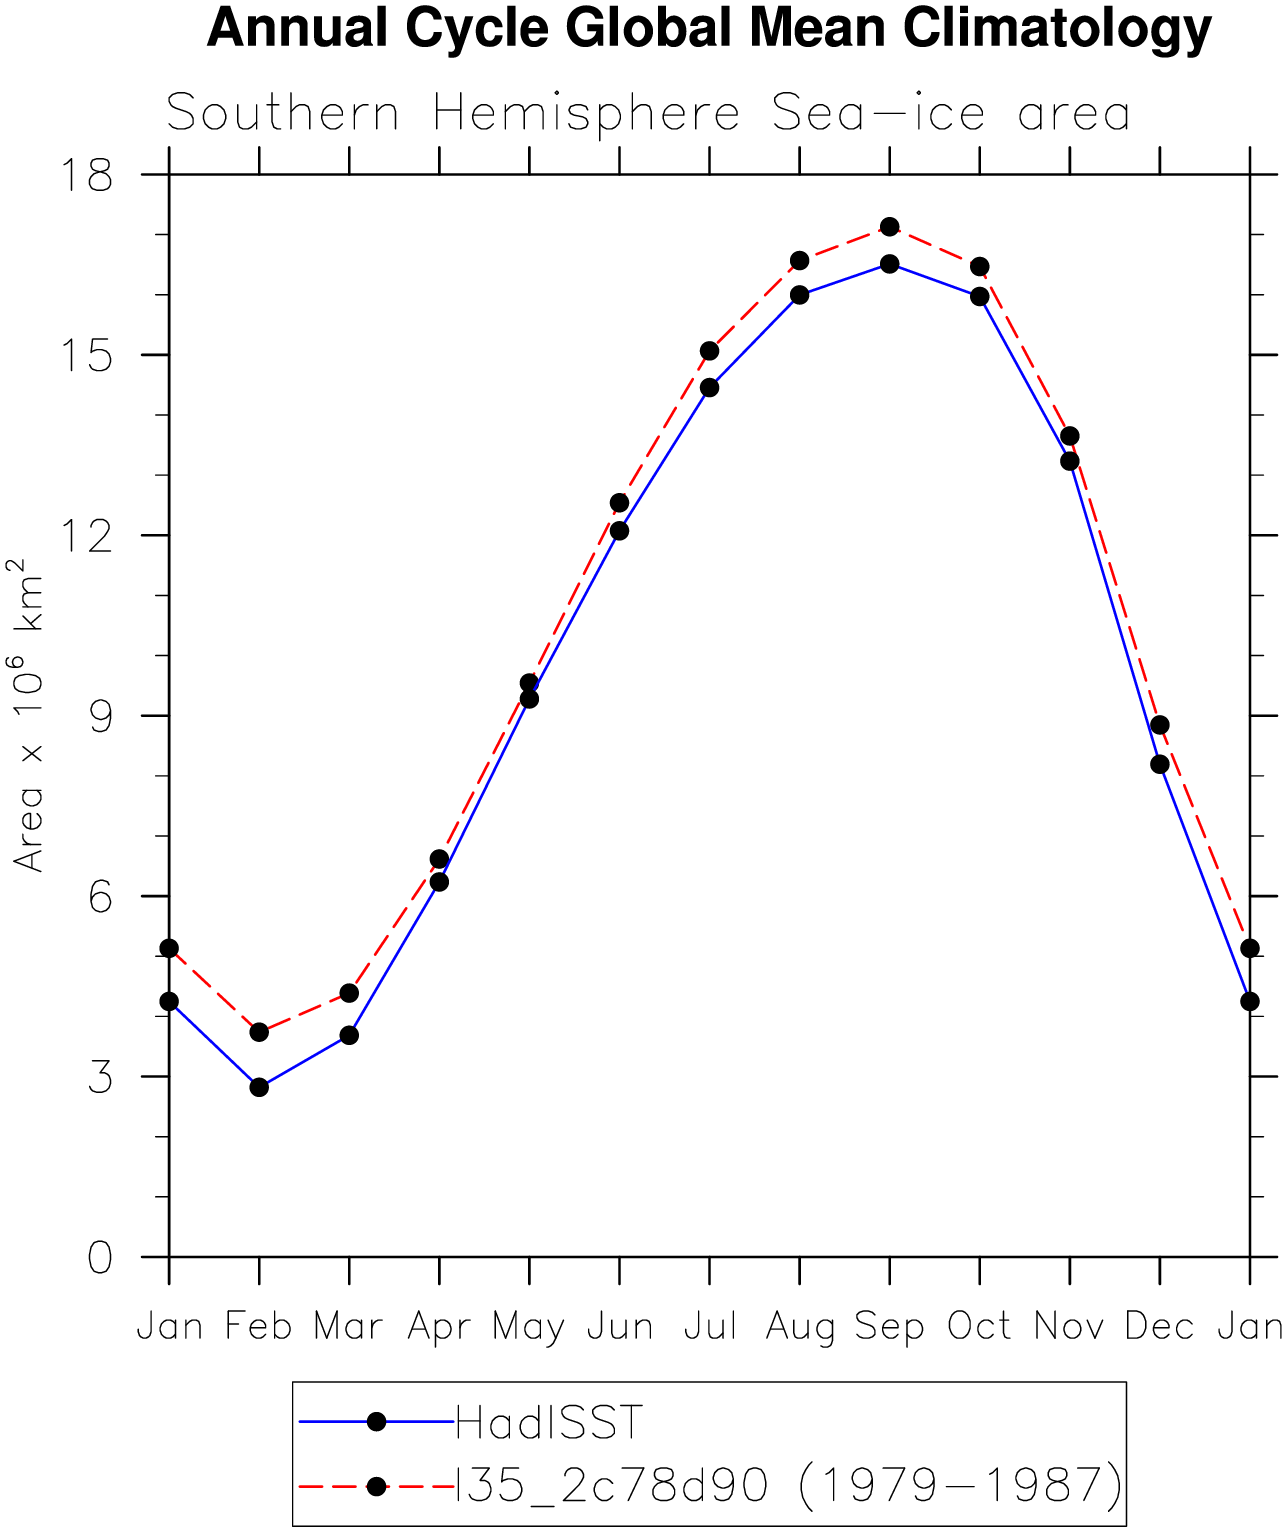 Annual Cycle Global Mean Climatology
Southern Hemisphere Sea-ice area
18
15
12
9
6
3
0
Area x 10⁶ km²
Jan Feb Mar Apr May Jun Jul Aug Sep Oct Nov Dec Jan
HadISST
I35_2c78d90 (1979-1987)